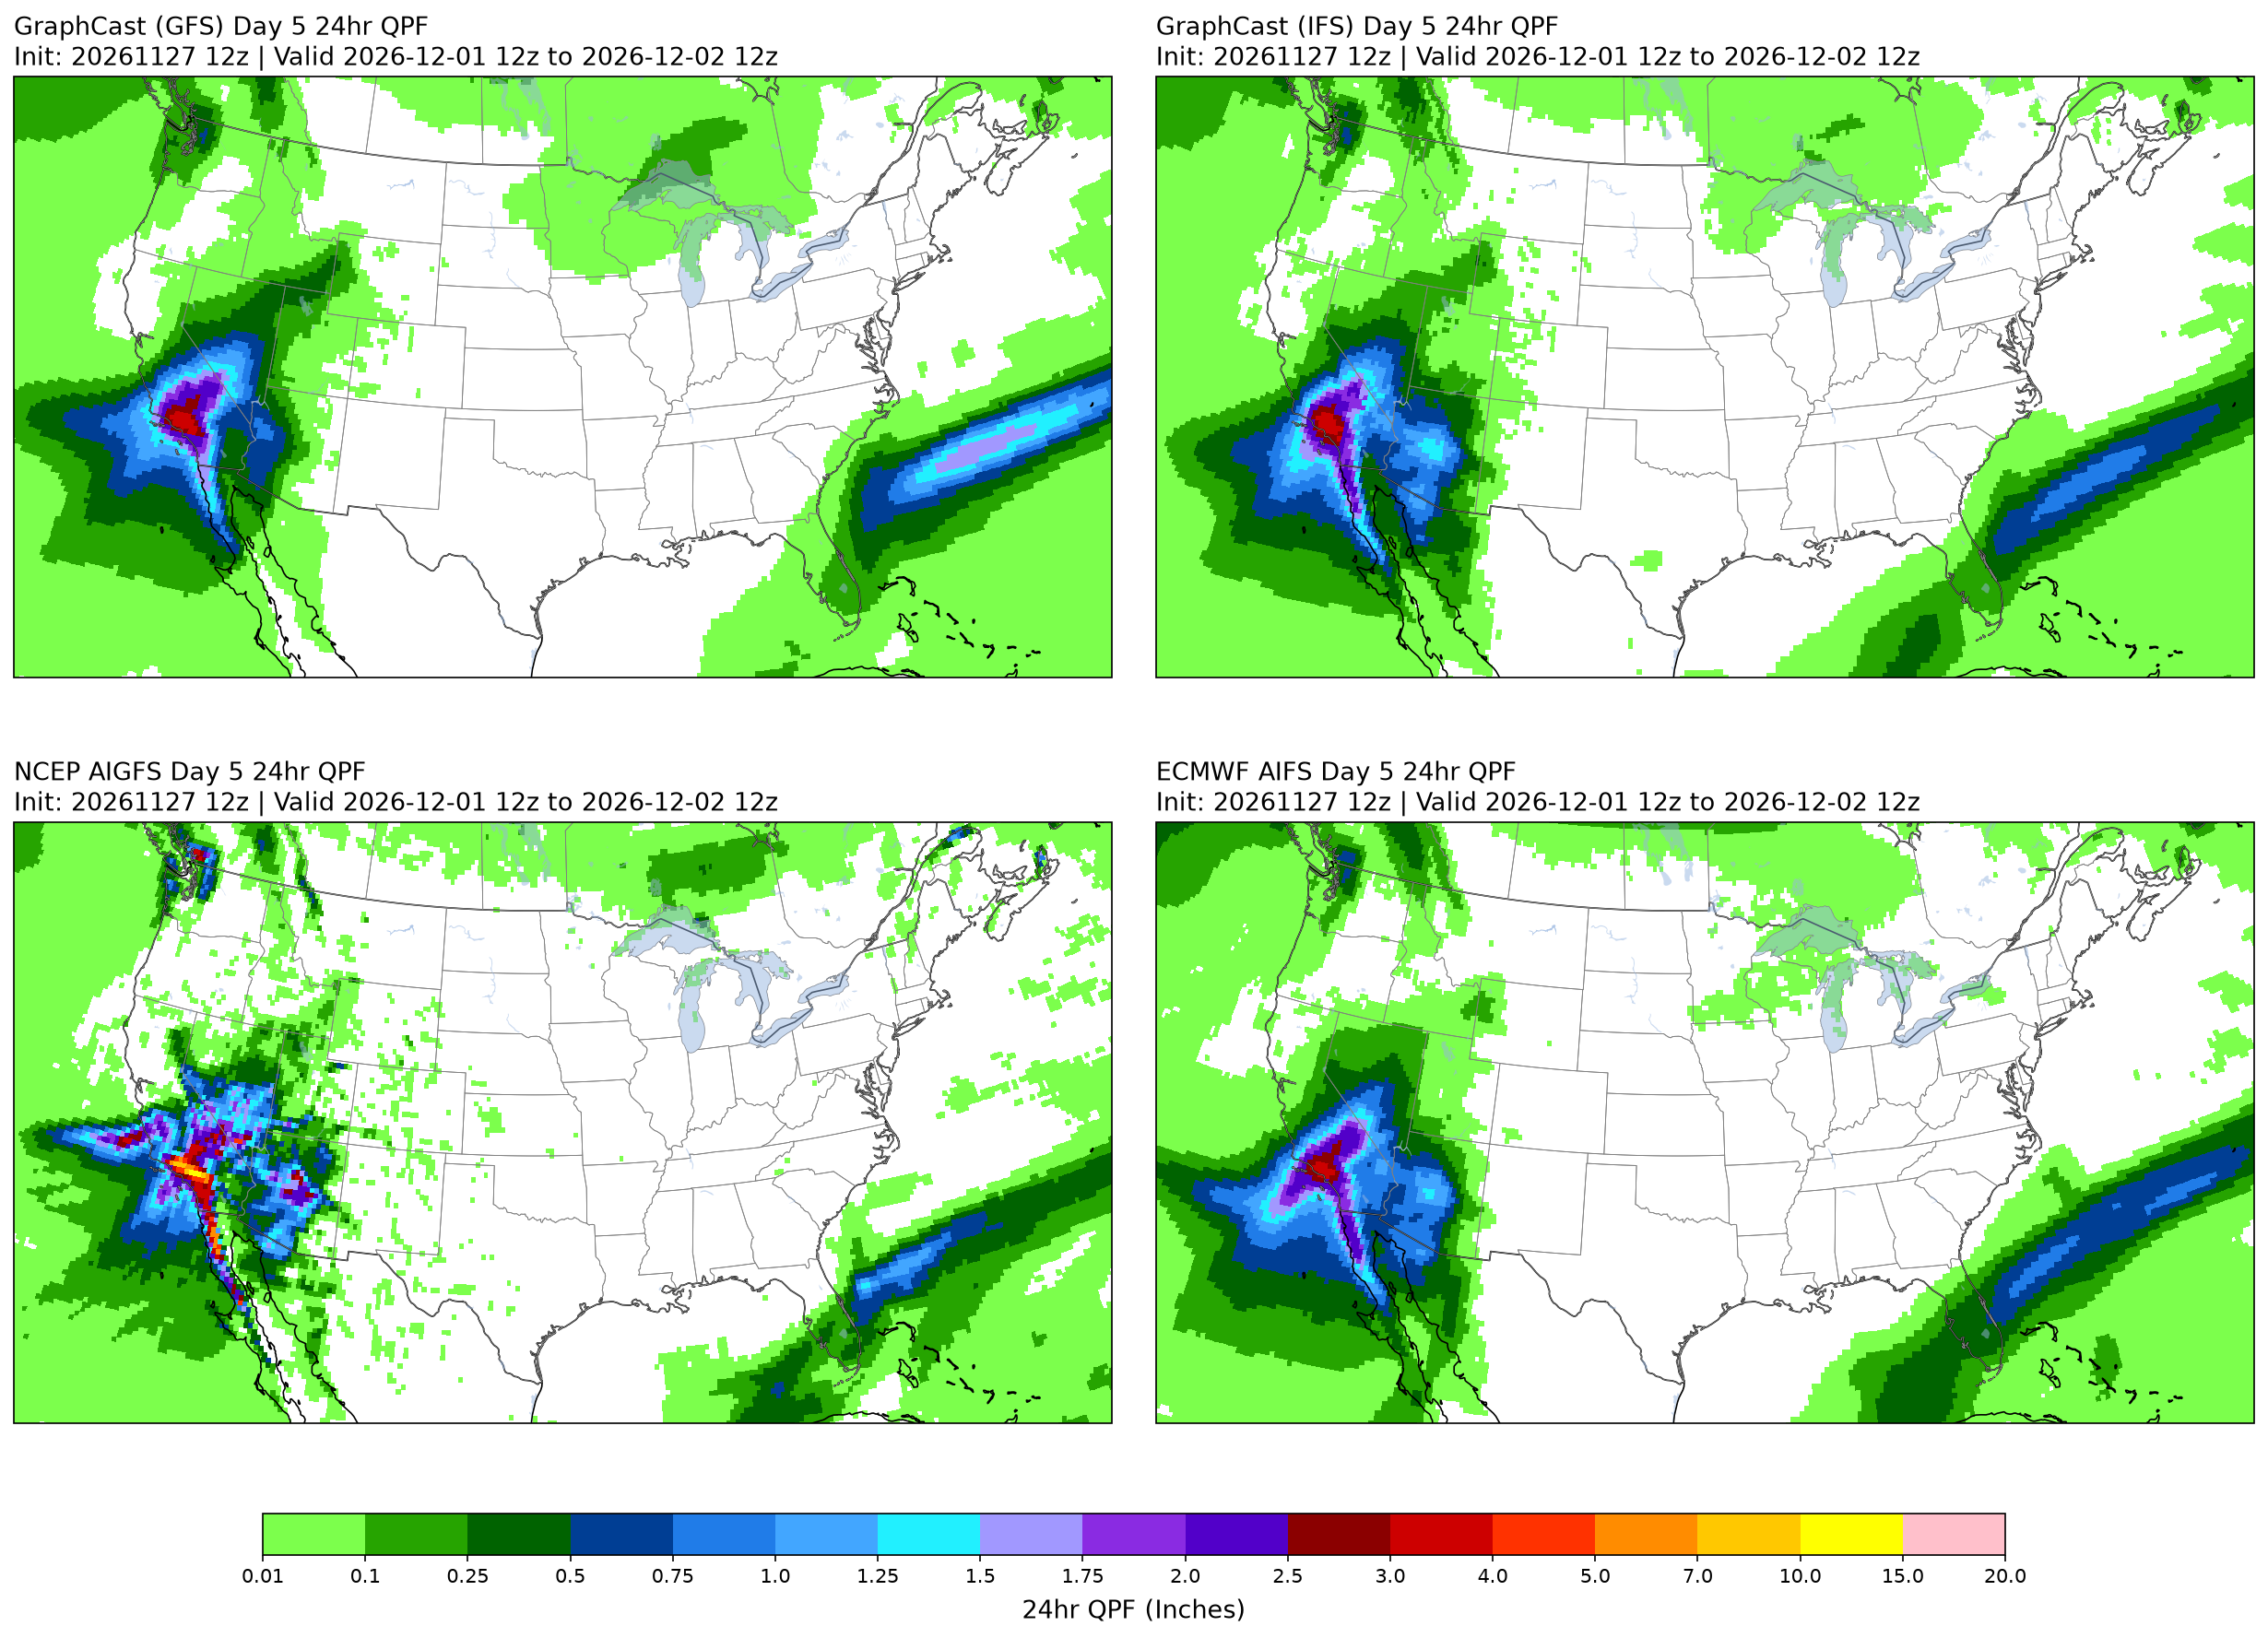 GraphCast (GFS) Day 5 24hr QPF
Init: 20261127 12z | Valid 2026-12-01 12z to 2026-12-02 12z
GraphCast (IFS) Day 5 24hr QPF
Init: 20261127 12z | Valid 2026-12-01 12z to 2026-12-02 12z
NCEP AIGFS Day 5 24hr QPF
Init: 20261127 12z | Valid 2026-12-01 12z to 2026-12-02 12z
ECMWF AIFS Day 5 24hr QPF
Init: 20261127 12z | Valid 2026-12-01 12z to 2026-12-02 12z
0.01 0.1 0.25 0.5 0.75 1.0 1.25 1.5 1.75 2.0 2.5 3.0 4.0 5.0 7.0 10.0 15.0 20.0
24hr QPF (Inches)